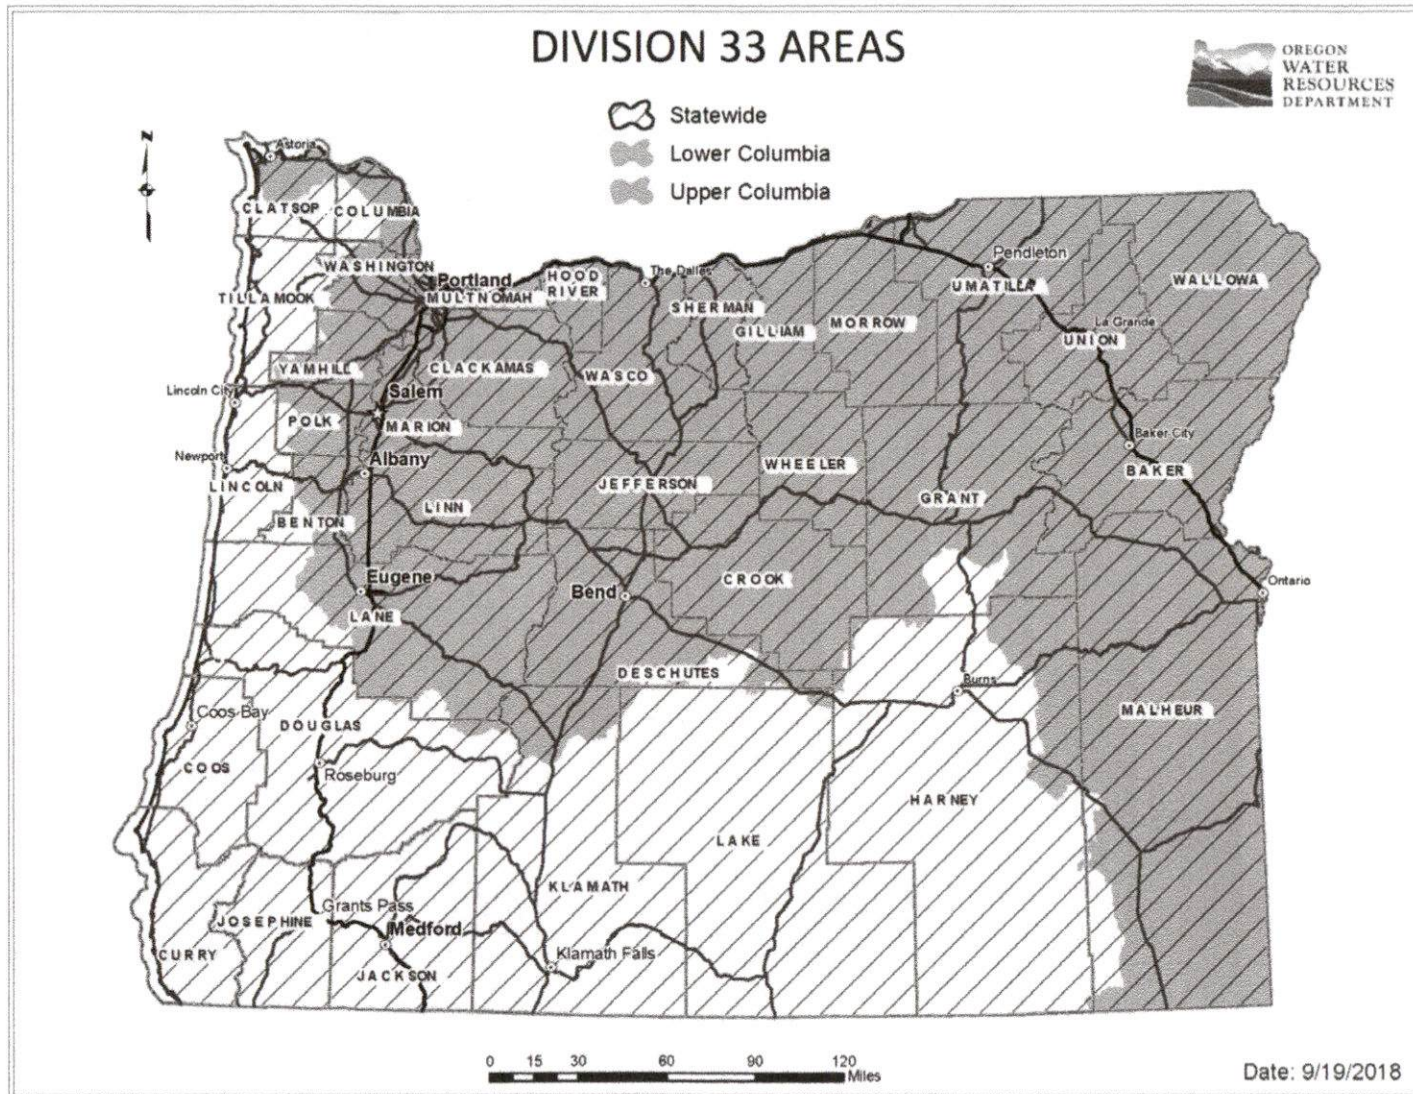 DIVISION 33 AREAS
OREGON
WATER
RESOURCES
DEPARTMENT
Statewide
Lower Columbia
Upper Columbia
N
Astoria
CLATSOP
COLUMBIA
Pendleton
WASHINGTON
Portland
HOOD
RIVER
The Dalles
UMATILLA
WALLOWA
TILLAMOOK
MULTNOMAH
SHERMAN
GILLIAM
MORROW
La Grande
UNION
YAMHILL
CLACKAMAS
WASCO
Lincoln City
Salem
POLK
MARION
Baker City
Newport
Albany
WHEELER
BAKER
LINCOLN
JEFFERSON
GRANT
BENTON
LINN
Eugene
CROOK
Ontario
Bend
LANE
DESCHUTES
Burns
Coos Bay
DOUGLAS
MALHEUR
COOS
Roseburg
HARNEY
LAKE
KLAMATH
Grants Pass
JOSEPHINE
Medford
CURRY
Klamath Falls
JACKSON
0 15 30 60 90 120
Miles
Date: 9/19/2018